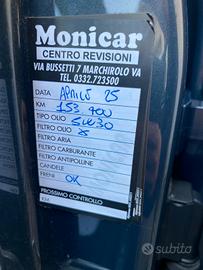 Monicar
CENTRO REVISIONI
VIA BUSSETTI 7 MARCHIROLO VA
TEL. 0332.723500
DATA APRILE 25
KM 153 700
TIPO OLIO 5W30
FILTRO OLIO
FILTRO ARIA
FILTRO CARBURANTE
FILTRO ANTIPOLLINE
CANDELE
FRENI OK
PROSSIMO CONTROLLO
KM.
subito